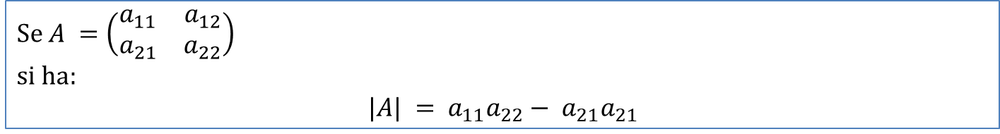 Se A = (a₁₁ a₁₂
a₂₁ a₂₂)
si ha:
|A| = a₁₁a₂₂ − a₂₁a₂₁